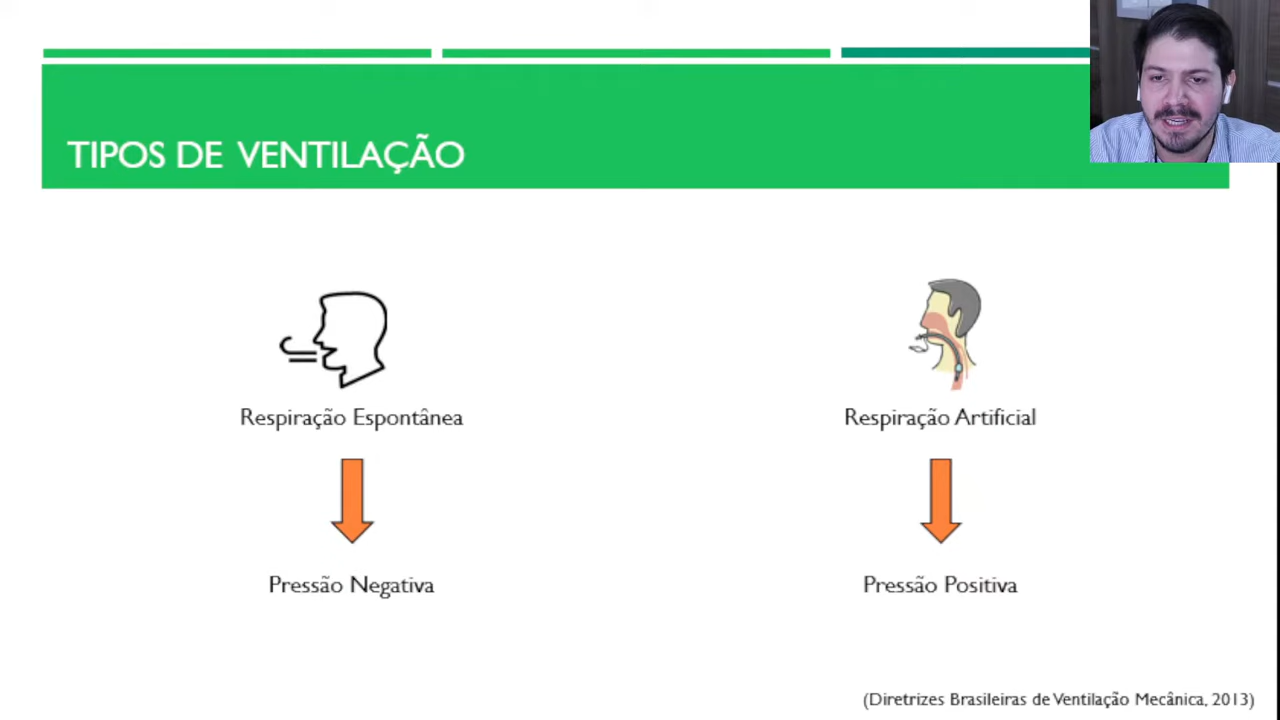 TIPOS DE VENTILAÇÃO
Respiração Espontânea
Respiração Artificial
Pressão Negativa
Pressão Positiva
(Diretrizes Brasileiras de Ventilação Mecânica, 2013)